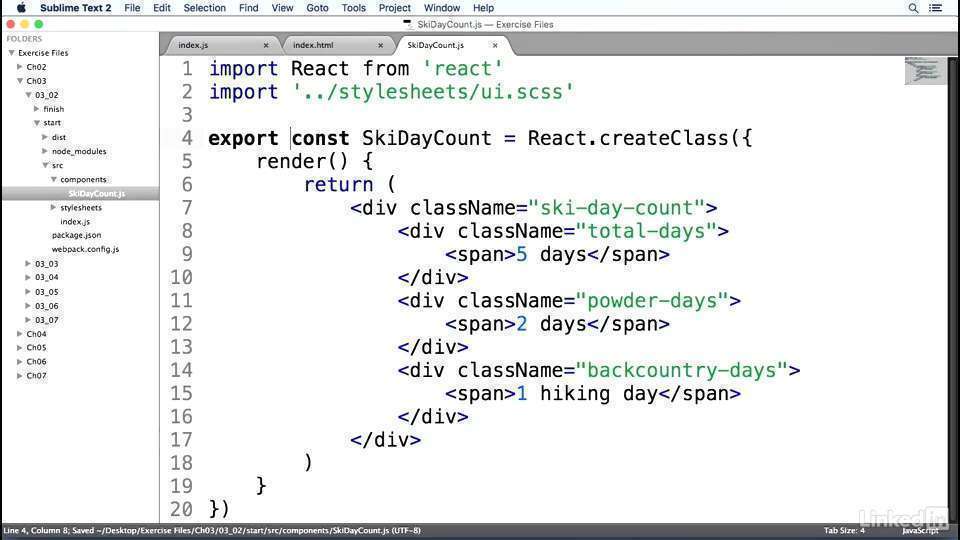 Sublime Text 2 File Edit Selection Find View Goto Tools Project Window Help
SkiDayCount.js — Exercise Files
FOLDERS
Exercise Files
Ch02
Ch03
03_02
finish
start
dist
node_modules
src
components
SkiDayCount.js
stylesheets
index.js
package.json
webpack.config.js
03_03
03_04
03_05
03_06
03_07
Ch04
Ch05
Ch06
Ch07
index.js × index.html × SkiDayCount.js ×
1 import React from 'react'
2 import '../stylesheets/ui.scss'
3
4 export const SkiDayCount = React.createClass({
5 render() {
6 return (
7 <div className="ski-day-count">
8 <div className="total-days">
9 <span>5 days</span>
10 </div>
11 <div className="powder-days">
12 <span>2 days</span>
13 </div>
14 <div className="backcountry-days">
15 <span>1 hiking day</span>
16 </div>
17 </div>
18 )
19 }
20 })
Line 4, Column 8; Saved ~/Desktop/Exercise Files/Ch03/03_02/start/src/components/SkiDayCount.js (UTF-8) Tab Size: 4 JavaScript
Linked in